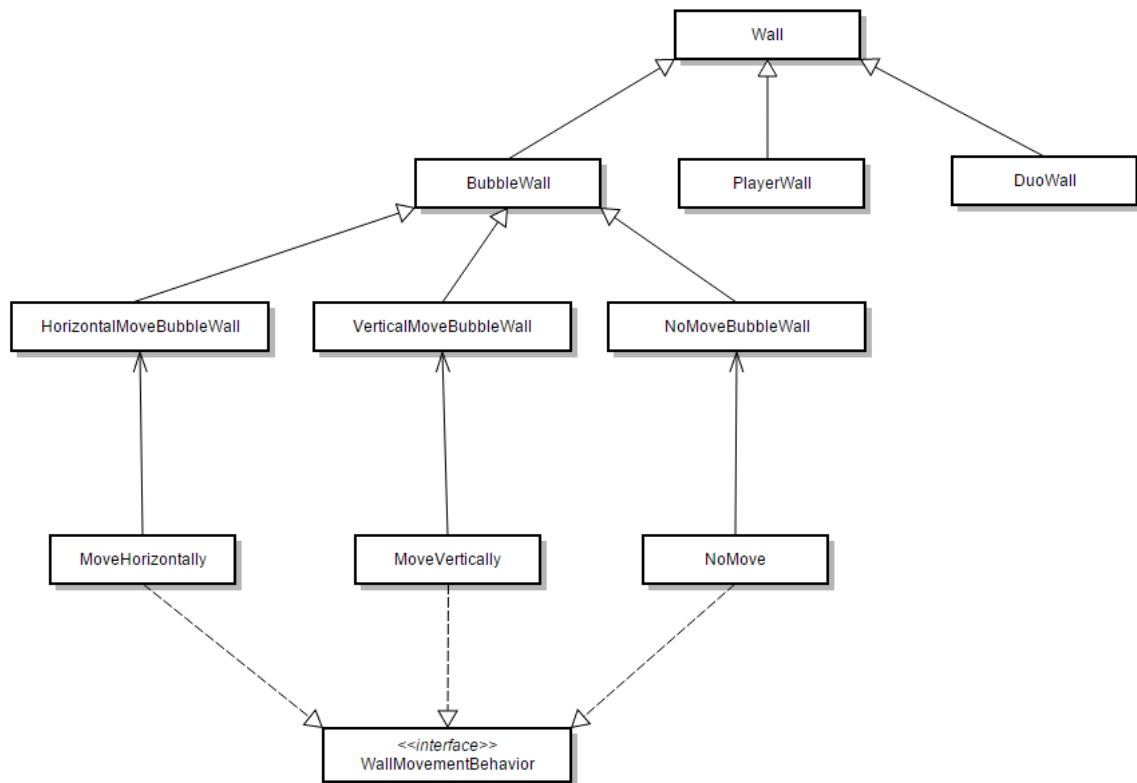 Wall
BubbleWall
PlayerWall
DuoWall
HorizontalMoveBubbleWall
VerticalMoveBubbleWall
NoMoveBubbleWall
MoveHorizontally
MoveVertically
NoMove
<<interface>>
WallMovementBehavior